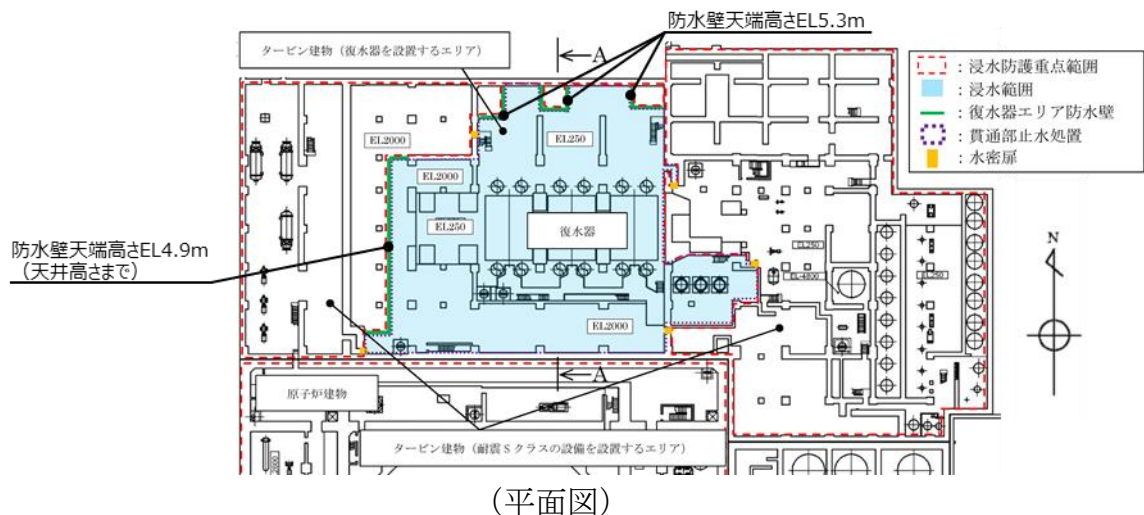 防水壁天端高さEL5.3m
タービン建物（復水器を設置するエリア）
A
：浸水防護重点範囲
：浸水範囲
：復水器エリア防水壁
：貫通部止水処置
：水密扉
EL2000
EL250
EL2000
EL250
復水器
防水壁天端高さEL4.9m
（天井高さまで）
EL250
EL-4800
EL250
N
EL2000
A
原子炉建物
タービン建物（耐震Sクラスの設備を設置するエリア）
（平面図）